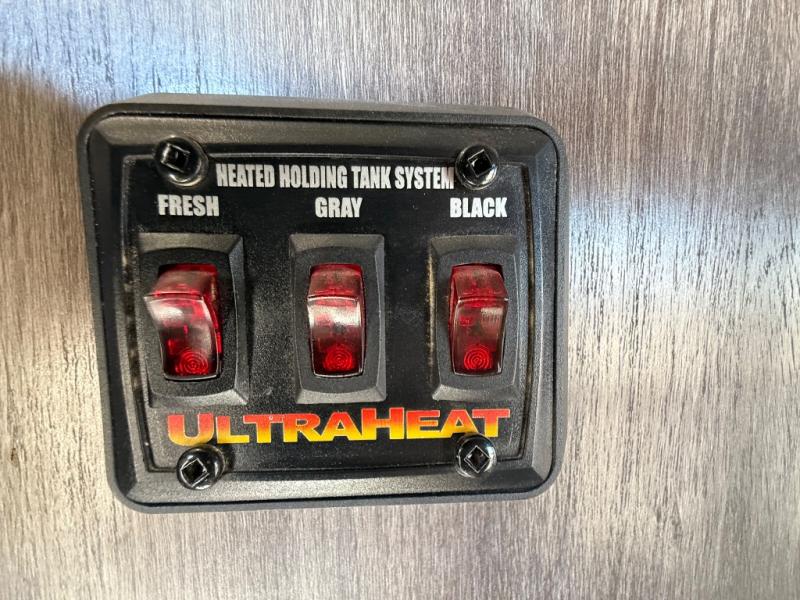 HEATED HOLDING TANK SYSTEM
FRESH GRAY BLACK
ULTRAHEAT